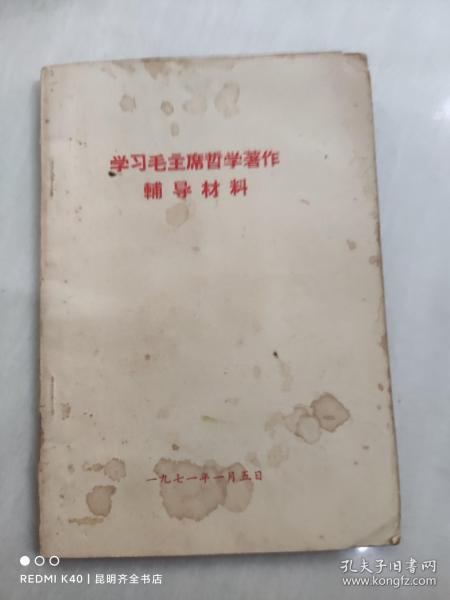 学习毛主席哲学著作
輔导材料
一九七一年一月五日
REDMI K40 | 昆明齐全书店
孔夫子旧书网
www.kongfz.com